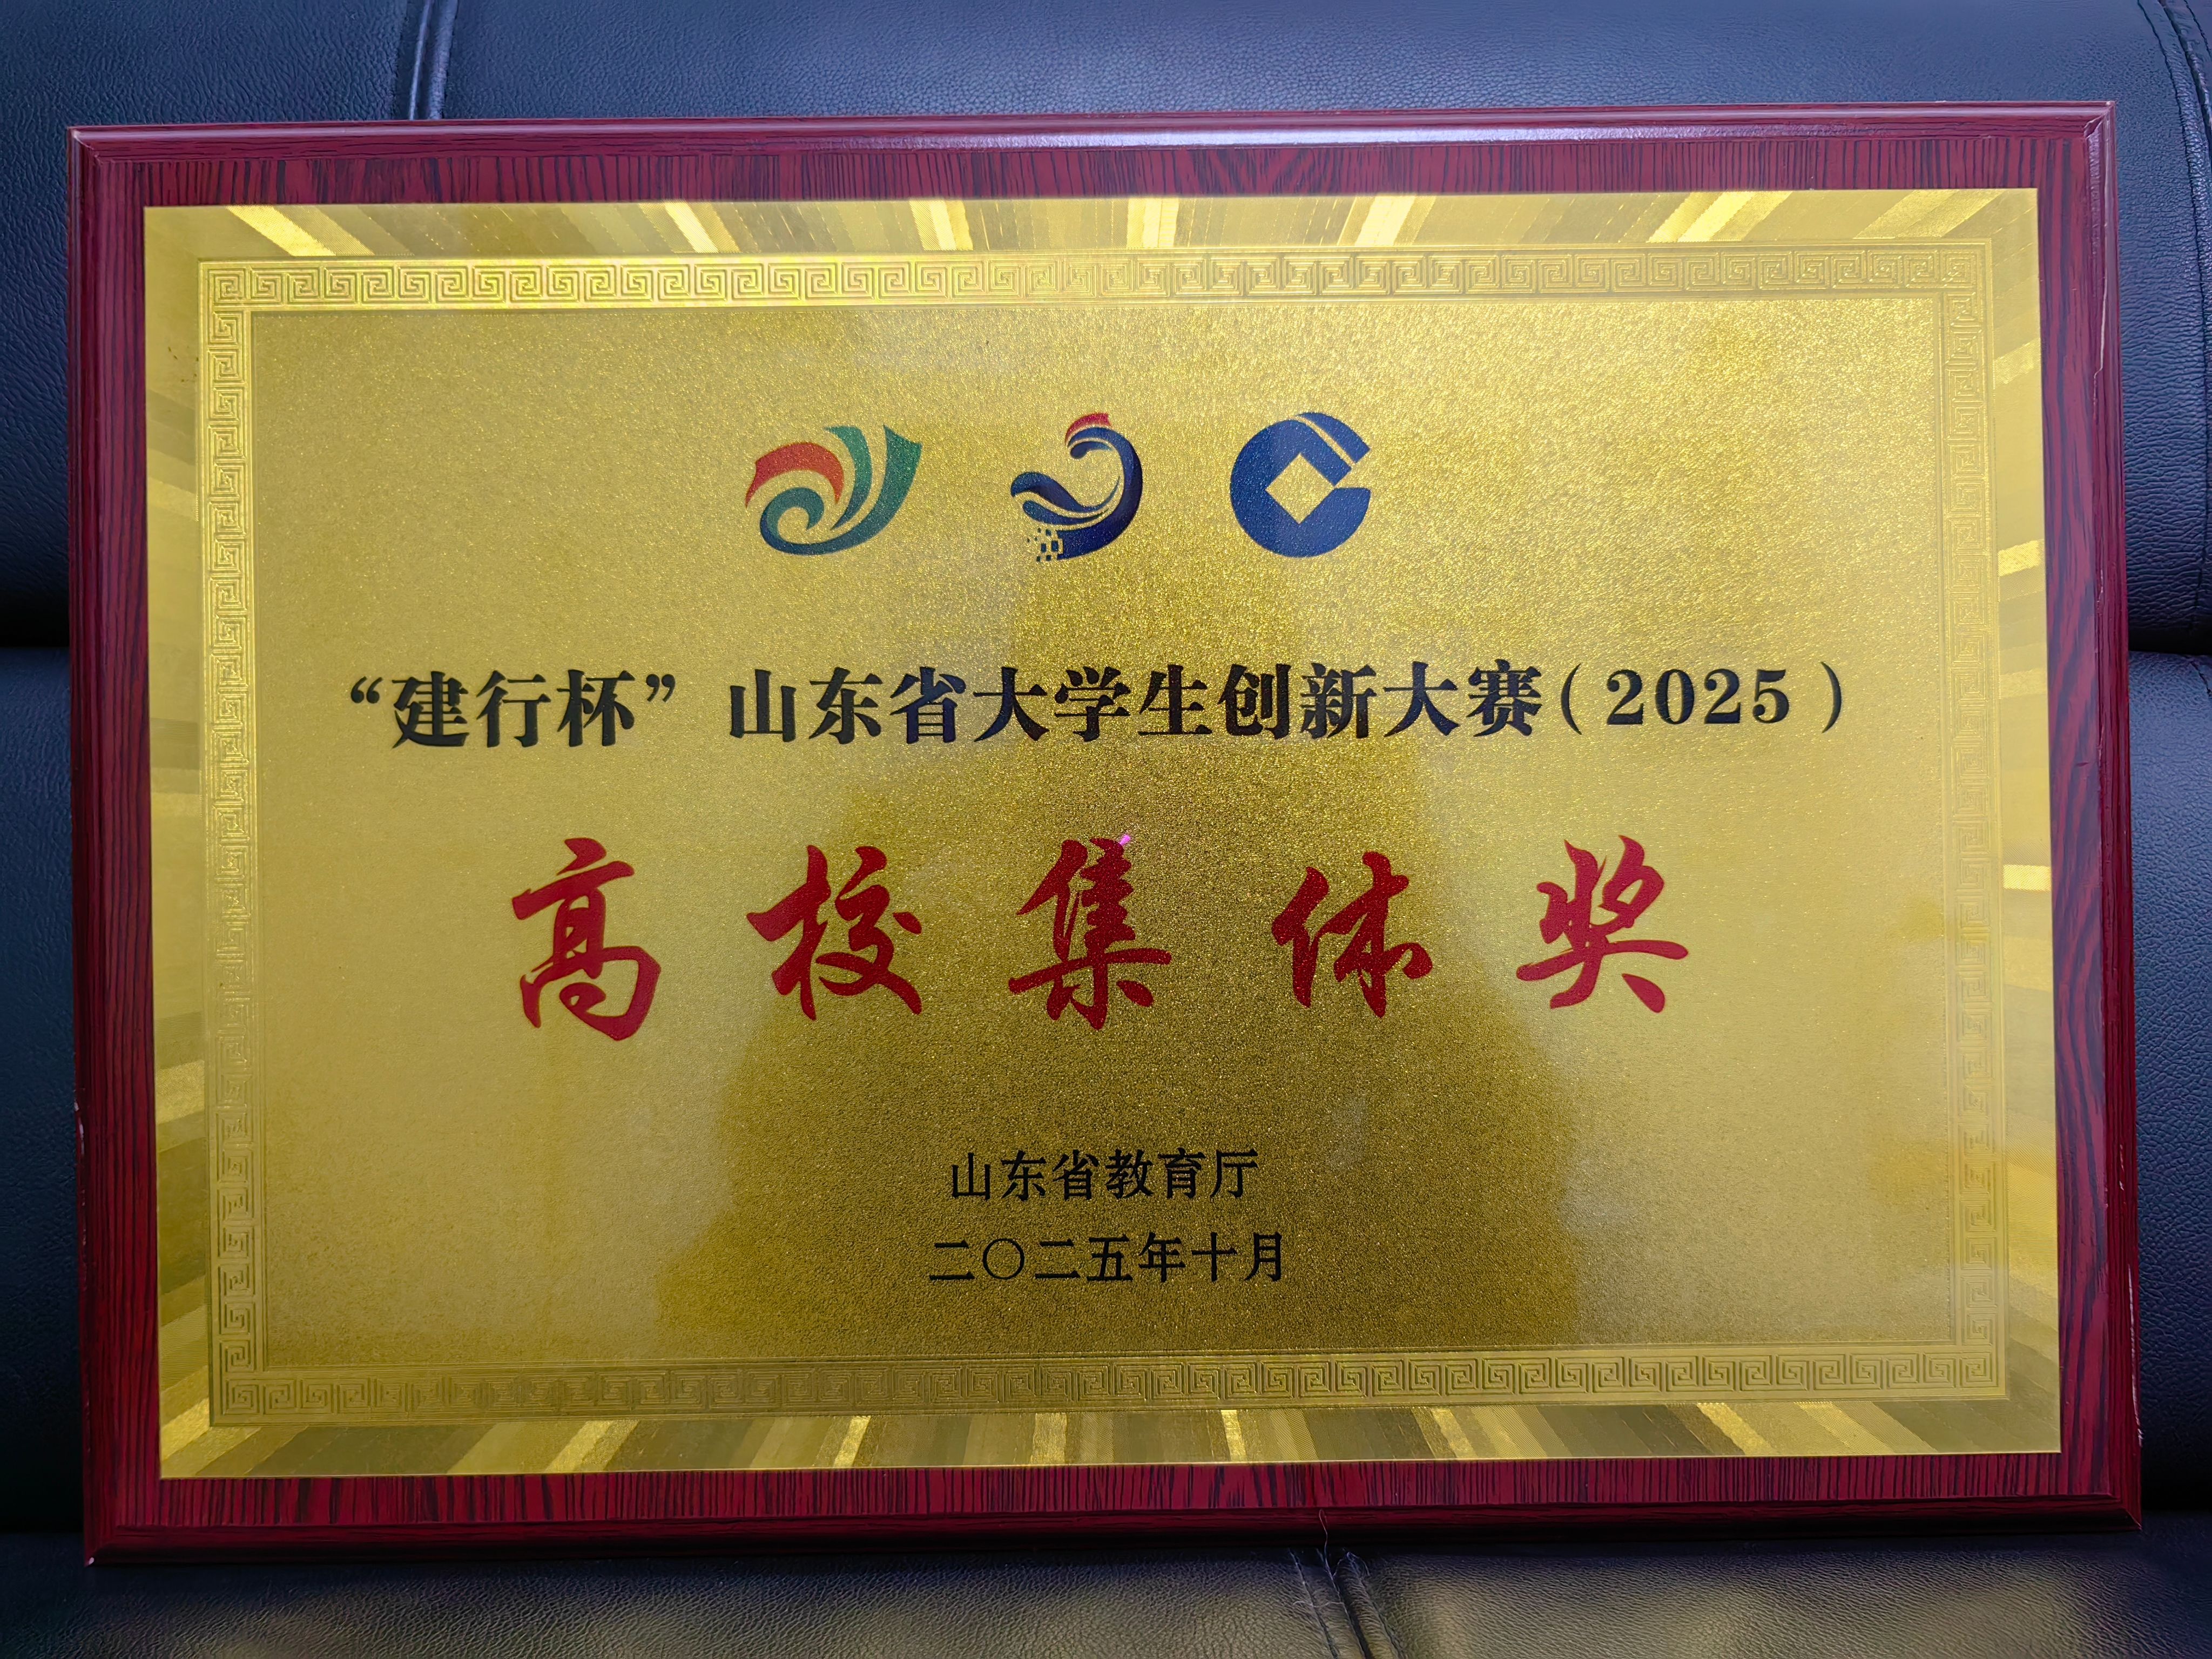 “建行杯”山东省大学生创新大赛（2025）
高校集体奖
山东省教育厅
二〇二五年十月